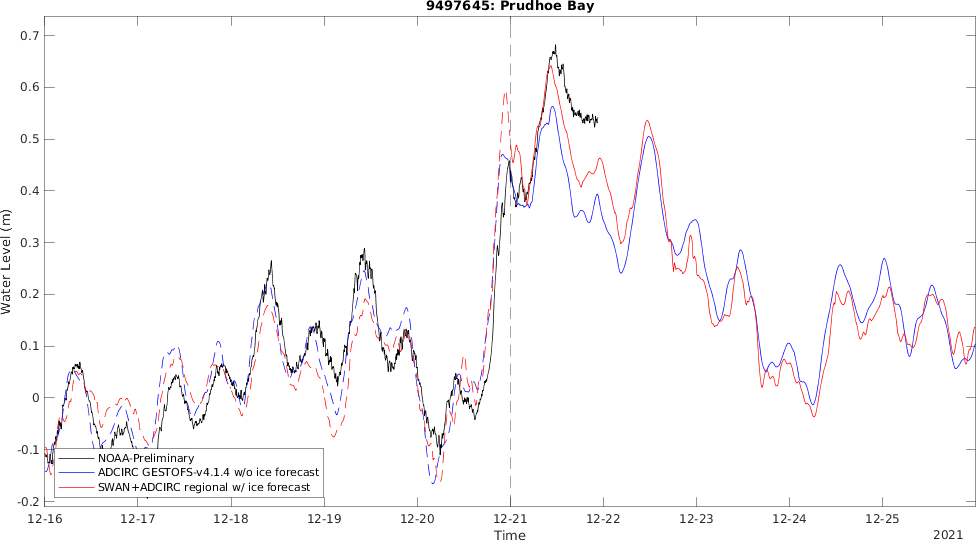 9497645: Prudhoe Bay
Water Level (m)
0.7
0.6
0.5
0.4
0.3
0.2
0.1
0
-0.1
-0.2
NOAA-Preliminary
ADCIRC GESTOFS-v4.1.4 w/o ice forecast
SWAN+ADCIRC regional w/ ice forecast
12-16 12-17 12-18 12-19 12-20 12-21 12-22 12-23 12-24 12-25
Time
2021